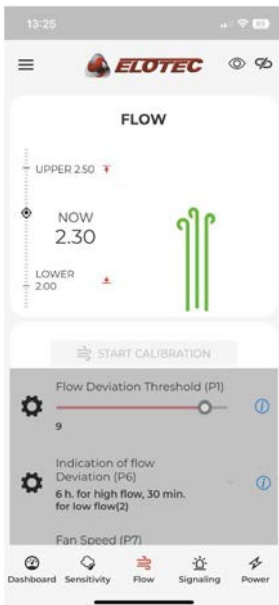 13:25
63
ELOTEC
FLOW
UPPER 2.50
NOW
2.30
LOWER
2.00
START CALIBRATION
Flow Deviation Threshold (P1)
9
Indication of flow
Deviation (P6)
6 h. for high flow, 30 min.
for low flow(2)
Fan Speed (P7)
Dashboard Sensitivity Flow Signaling Power